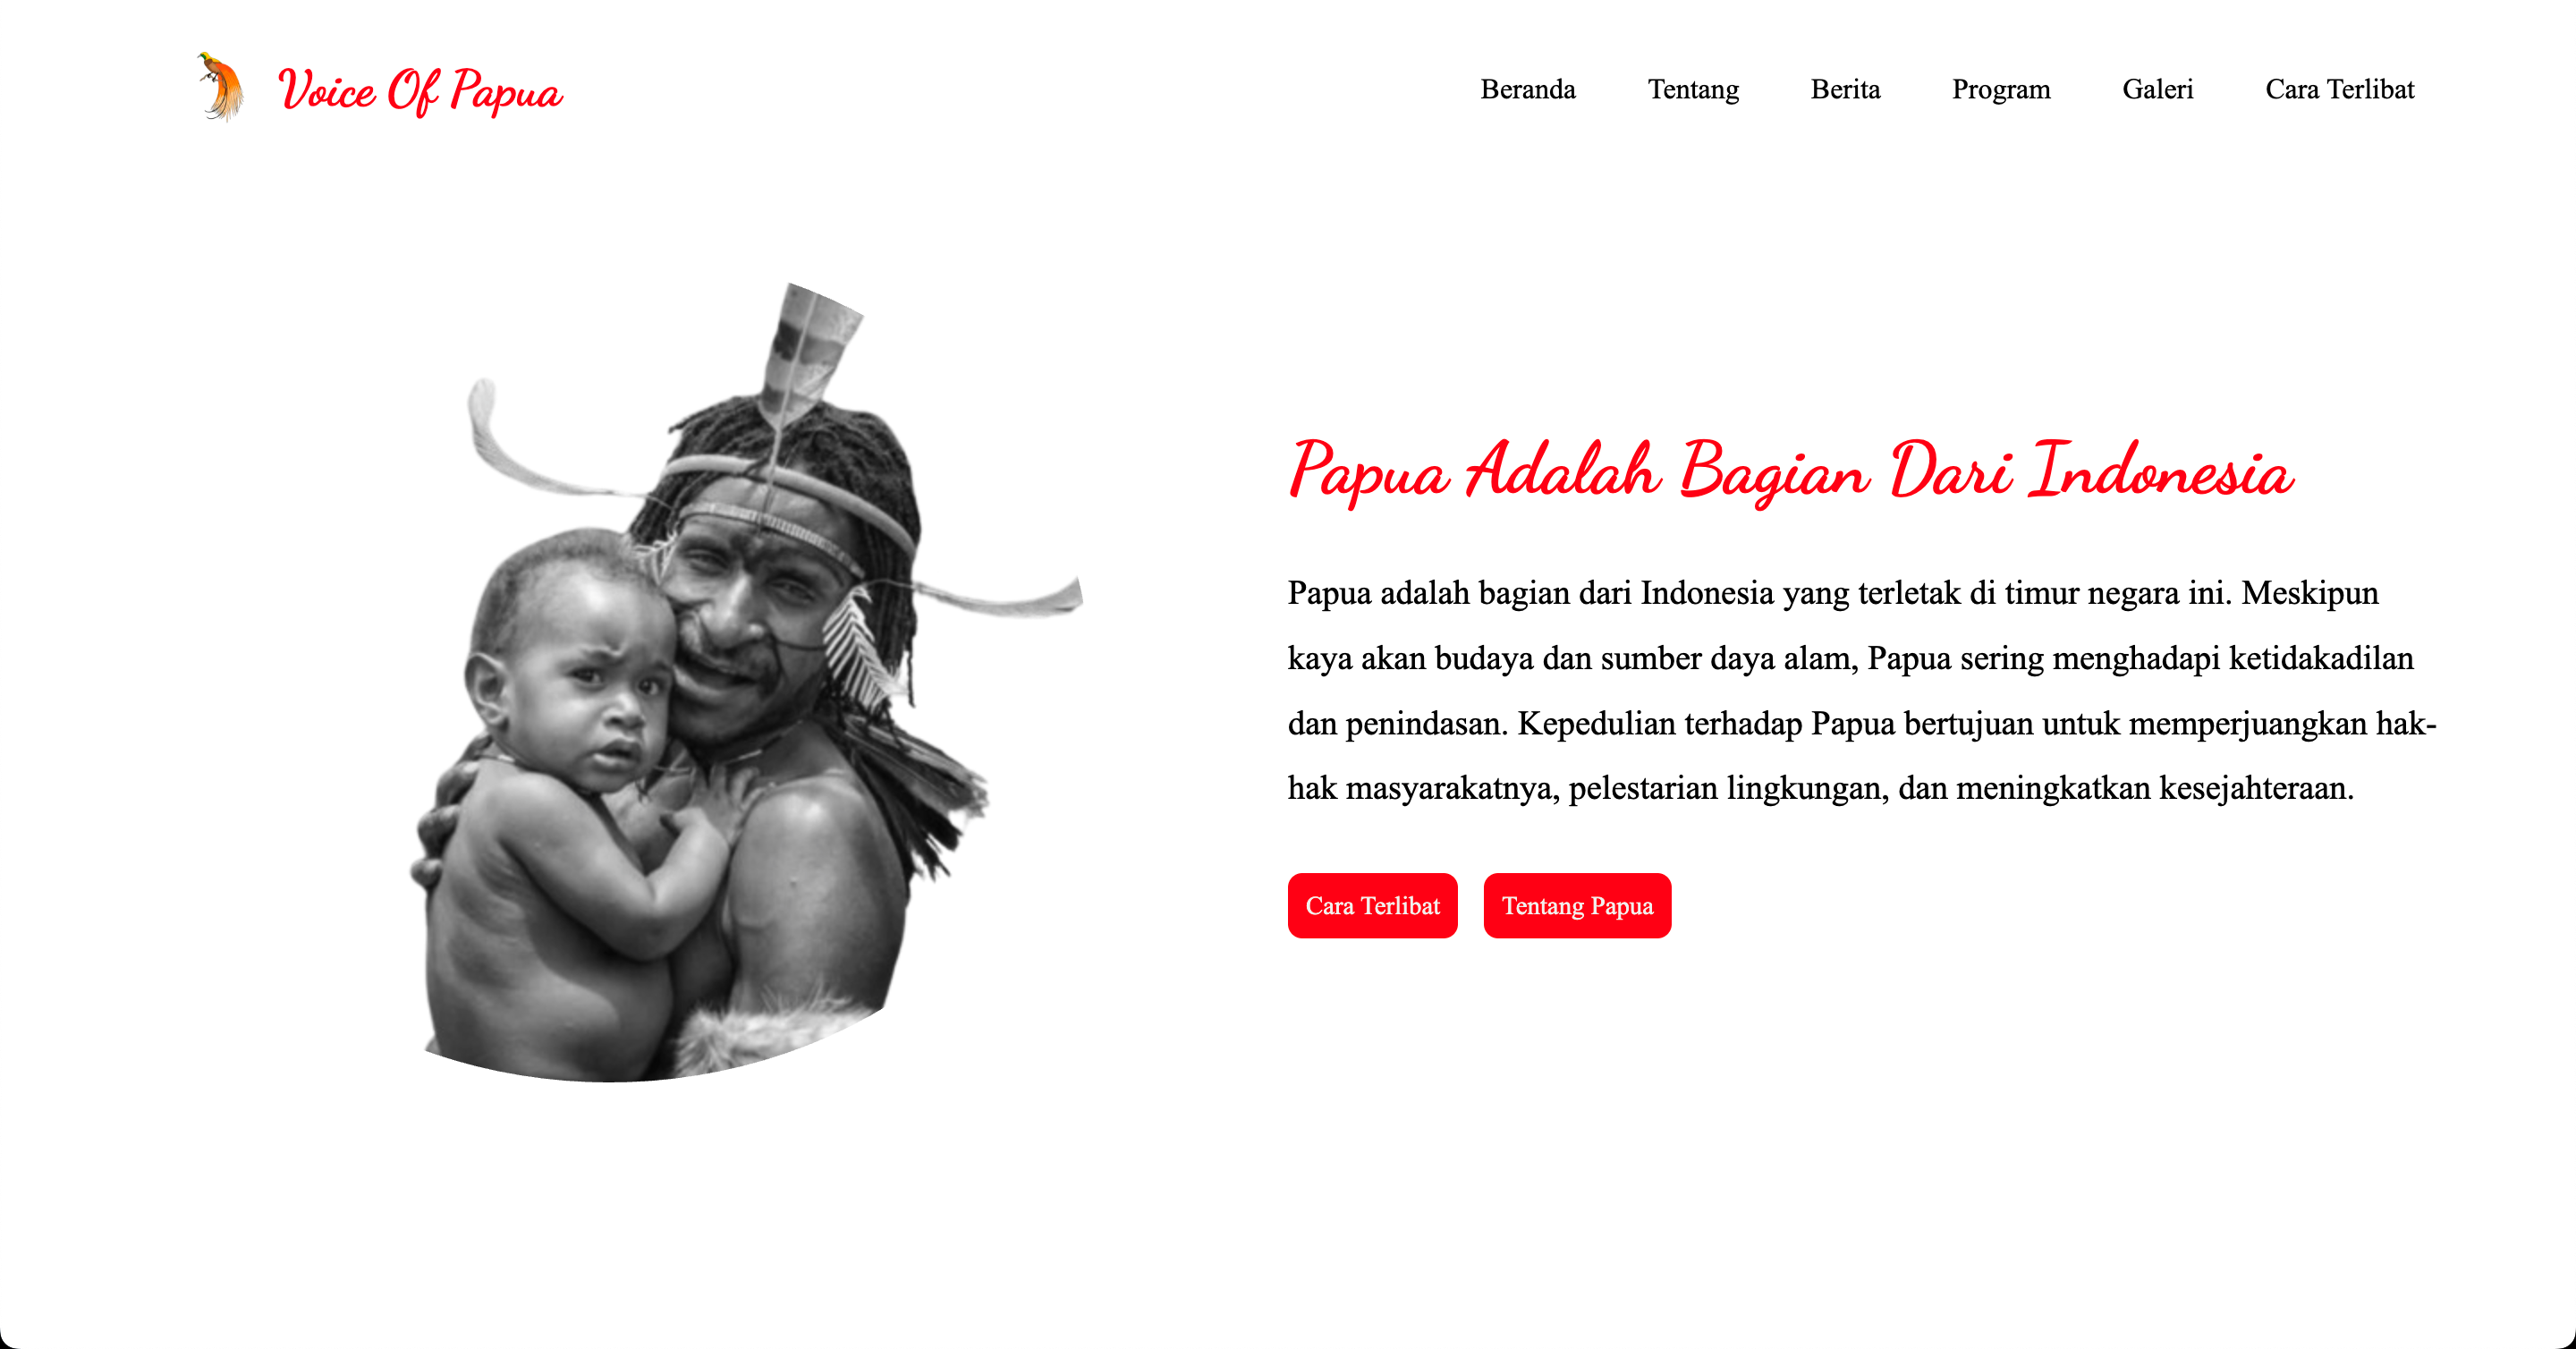 Voice Of Papua
Beranda
Tentang
Berita
Program
Galeri
Cara Terlibat
Papua Adalah Bagian Dari Indonesia
Papua adalah bagian dari Indonesia yang terletak di timur negara ini. Meskipun
kaya akan budaya dan sumber daya alam, Papua sering menghadapi ketidakadilan
dan penindasan. Kepedulian terhadap Papua bertujuan untuk memperjuangkan hak-
hak masyarakatnya, pelestarian lingkungan, dan meningkatkan kesejahteraan.
Cara Terlibat
Tentang Papua